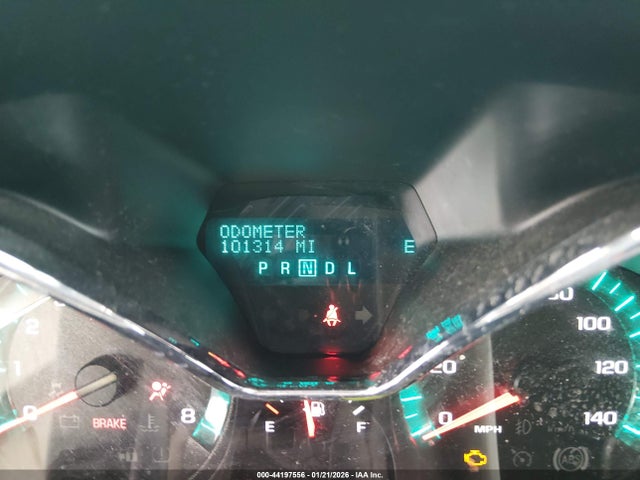 ODOMETER
101314 MI E
P R N D L
2
1
0
8
BRAKE
E F
20
0
80
100
120
140
MPH
00-44197556 - 01/21/2026 - © IAA Inc.